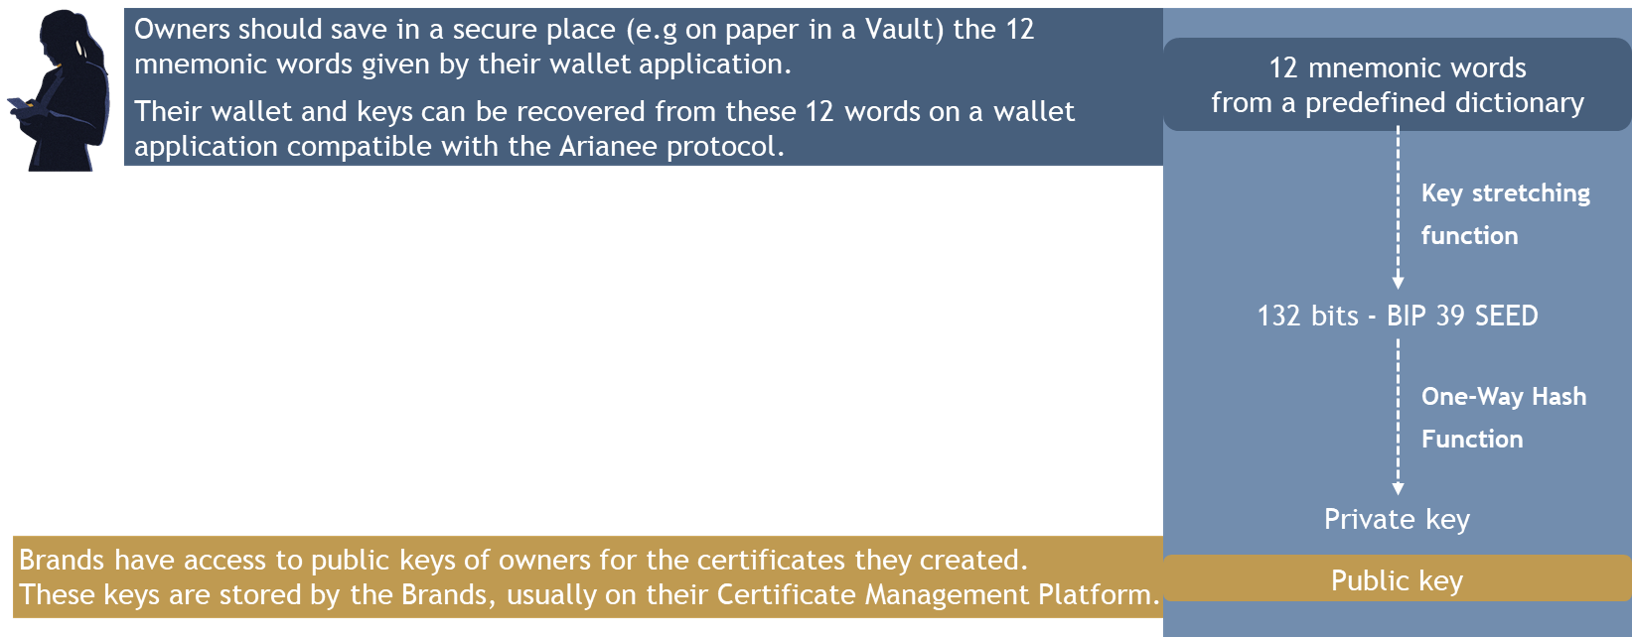 Owners should save in a secure place (e.g on paper in a Vault) the 12
mnemonic words given by their wallet application.
Their wallet and keys can be recovered from these 12 words on a wallet
application compatible with the Arianee protocol.
12 mnemonic words
from a predefined dictionary
Key stretching
function
132 bits - BIP 39 SEED
One-Way Hash
Function
Private key
Brands have access to public keys of owners for the certificates they created.
These keys are stored by the Brands, usually on their Certificate Management Platform.
Public key